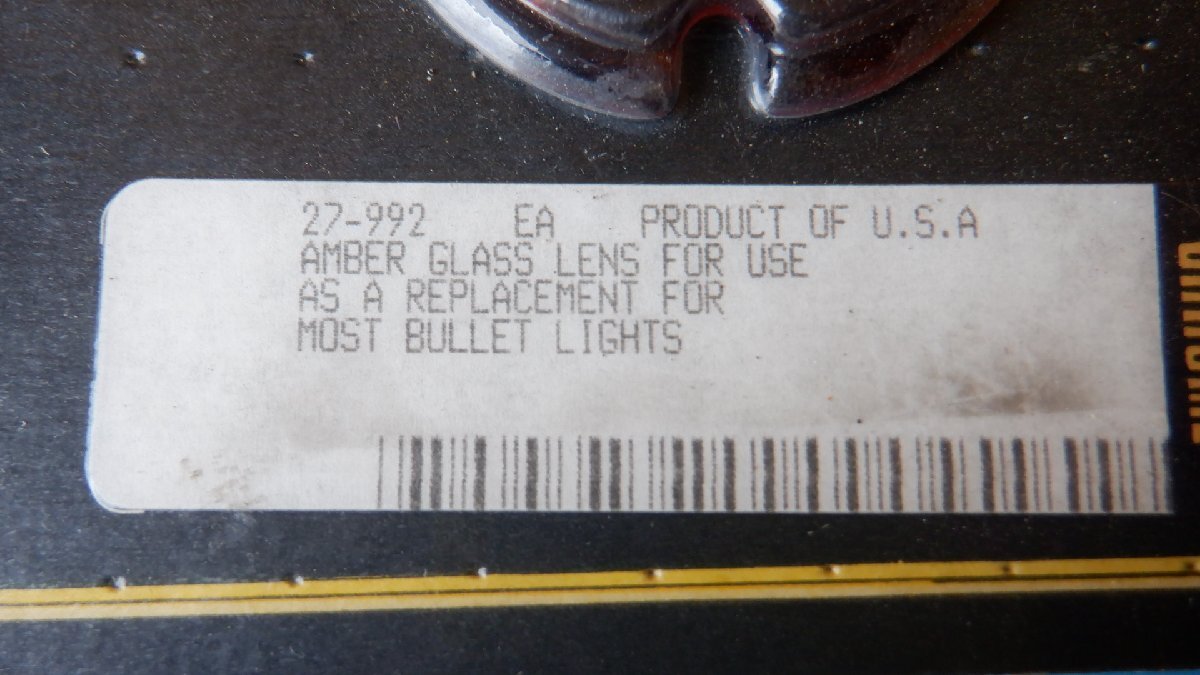 27-992 EA PRODUCT OF U.S.A
AMBER GLASS LENS FOR USE
AS A REPLACEMENT FOR
MOST BULLET LIGHTS